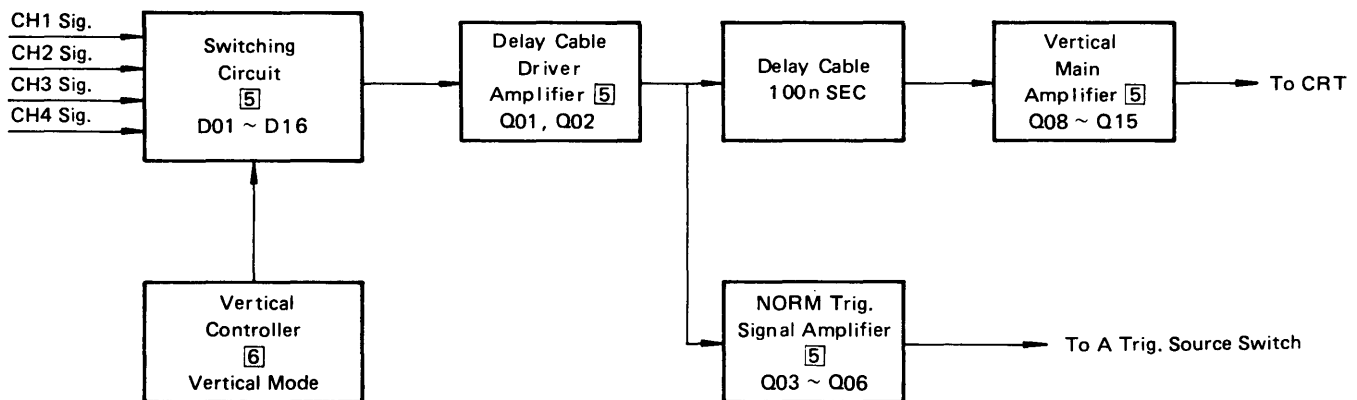 CH1 Sig.
CH2 Sig.
CH3 Sig.
CH4 Sig.
Switching
Circuit
5
D01 ~ D16
Delay Cable
Driver
Amplifier 5
Q01, Q02
Delay Cable
100n SEC
Vertical
Main
Amplifier 5
Q08 ~ Q15
To CRT
Vertical
Controller
6
Vertical Mode
NORM Trig.
Signal Amplifier
5
Q03 ~ Q06
To A Trig. Source Switch